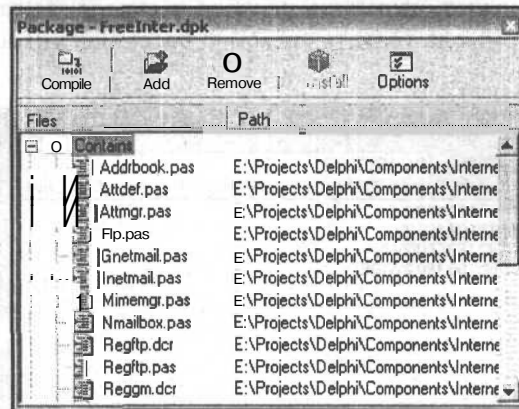 Package - FreeInter.dpk
Compile Add Remove Options
Files Path
Contains
Addrbook.pas E:\Projects\Delphi\Components\Interne
Attdef.pas E:\Projects\Delphi\Components\Interne
Attmgr.pas E:\Projects\Delphi\Components\Interne
Flp.pas E:\Projects\Delphi\Components\Interne
Gnetmail.pas E:\Projects\Delphi\Components\Interne
Inetmail.pas E:\Projects\Delphi\Components\Interne
Mimemgr.pas E:\Projects\Delphi\Components\Interne
Nmailbox.pas E:\Projects\Delphi\Components\Interne
Regftp.dcr E:\Projects\Delphi\Components\Interne
Regftp.pas E:\Projects\Delphi\Components\Interne
Reggm.dcr E:\Projects\Delphi\Components\Interne